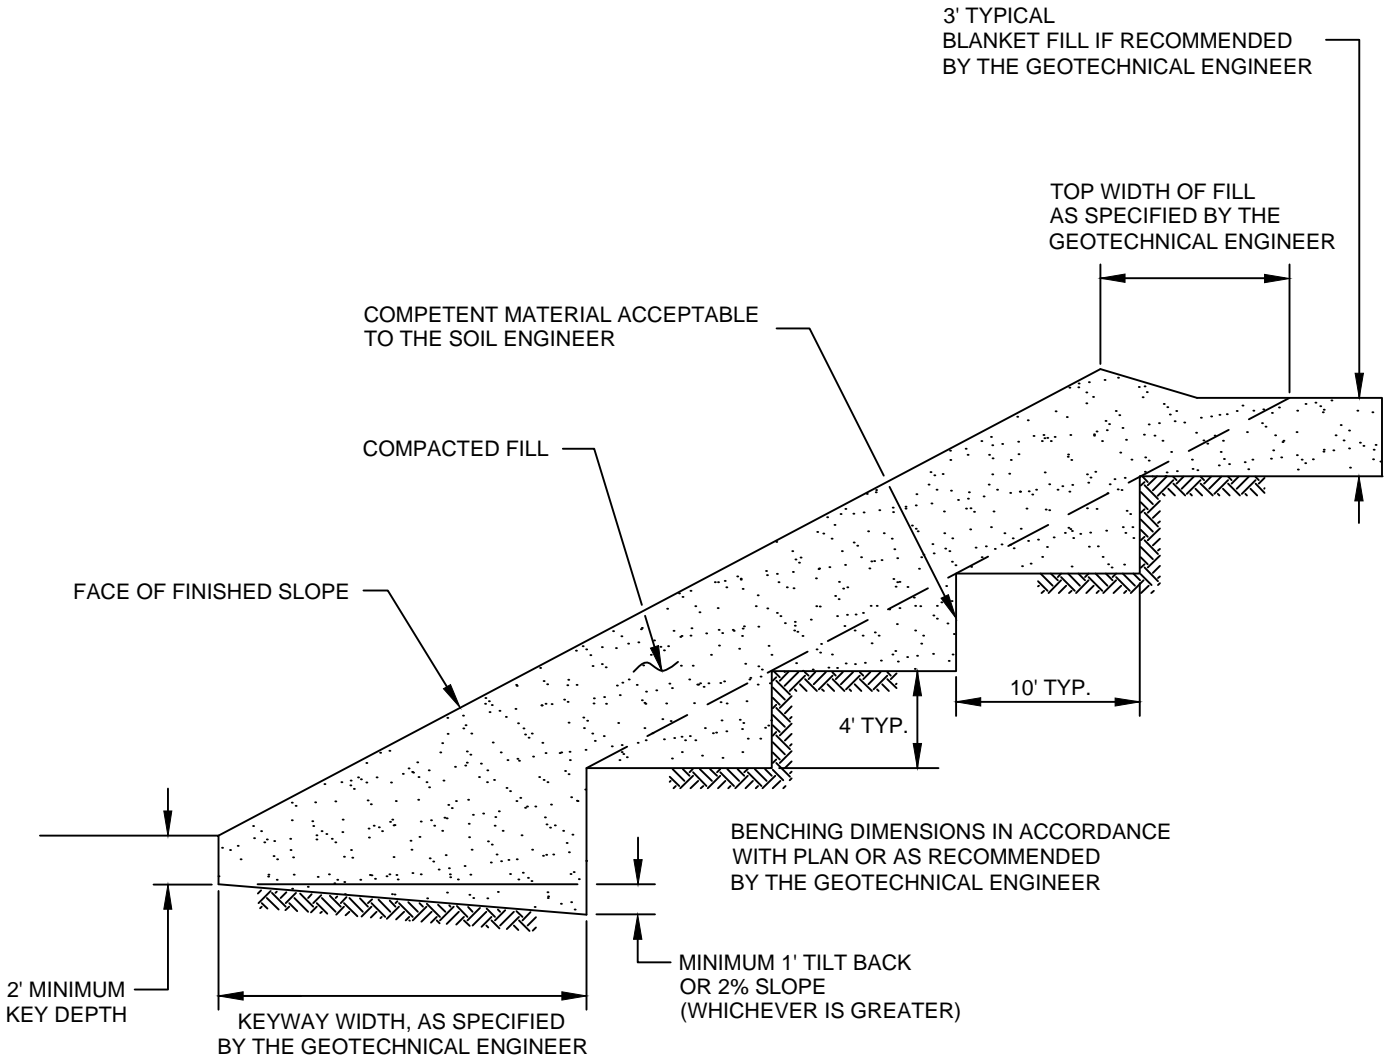 3' TYPICAL
BLANKET FILL IF RECOMMENDED
BY THE GEOTECHNICAL ENGINEER
TOP WIDTH OF FILL
AS SPECIFIED BY THE
GEOTECHNICAL ENGINEER
COMPETENT MATERIAL ACCEPTABLE
TO THE SOIL ENGINEER
COMPACTED FILL
FACE OF FINISHED SLOPE
10' TYP.
4' TYP.
BENCHING DIMENSIONS IN ACCORDANCE
WITH PLAN OR AS RECOMMENDED
BY THE GEOTECHNICAL ENGINEER
MINIMUM 1' TILT BACK
OR 2% SLOPE
(WHICHEVER IS GREATER)
2' MINIMUM
KEY DEPTH
KEYWAY WIDTH, AS SPECIFIED
BY THE GEOTECHNICAL ENGINEER